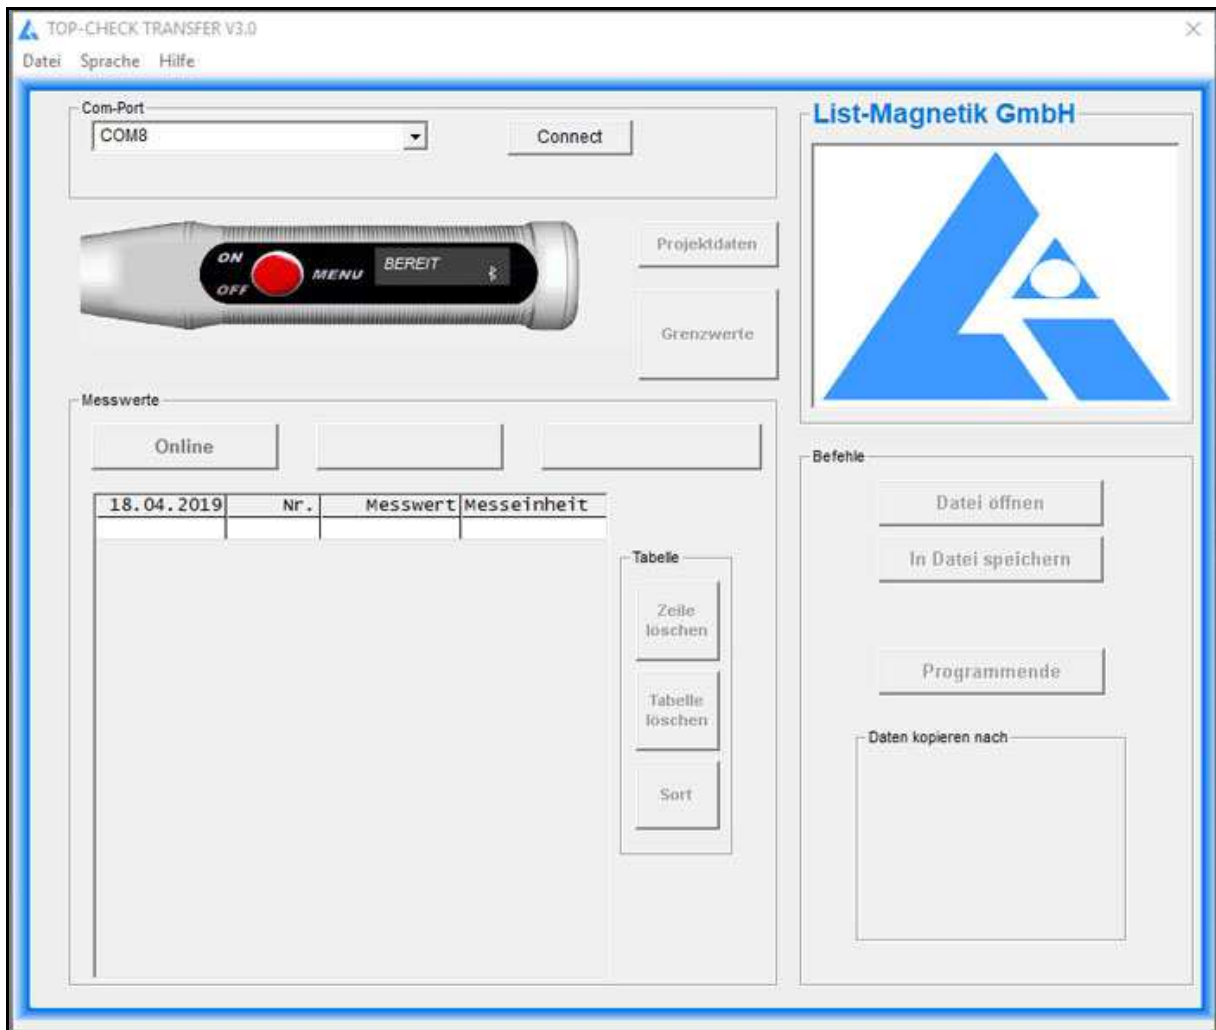 TOP-CHECK TRANSFER V3.0
Datei Sprache Hilfe
Com-Port
COM8
Connect
List-Magnetik GmbH
ON
OFF
MENU
BEREIT
Projektdaten
Grenzwerte
Messwerte
Online
18.04.2019 Nr. Messwert Messeinheit
Tabelle
Zeile
löschen
Tabelle
löschen
Sort
Befehle
Datei öffnen
In Datei speichern
Programmende
Daten kopieren nach